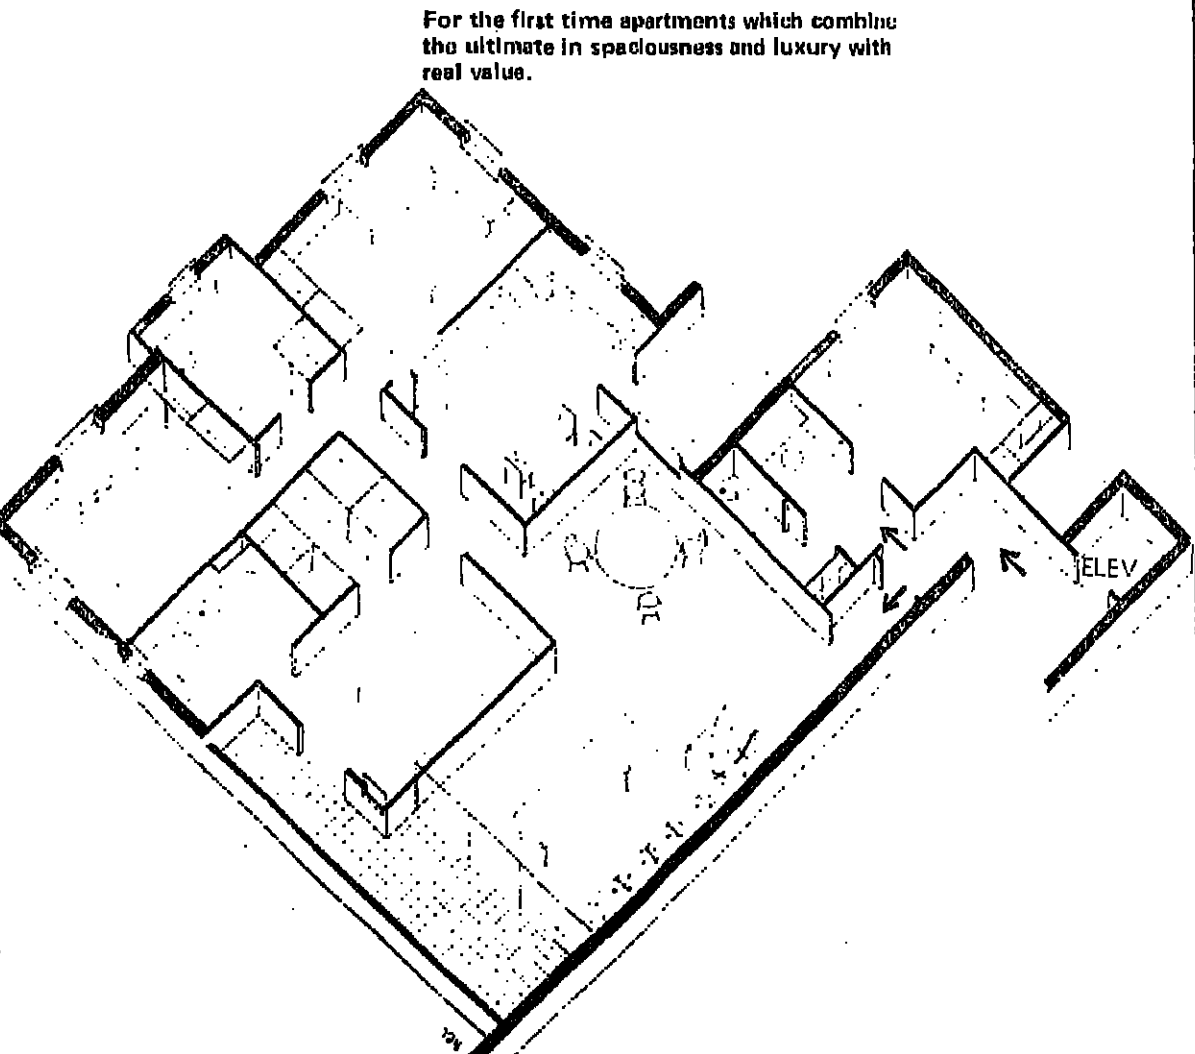 For the first time apartments which combine
the ultimate in spaciousness and luxury with
real value.
ELEV